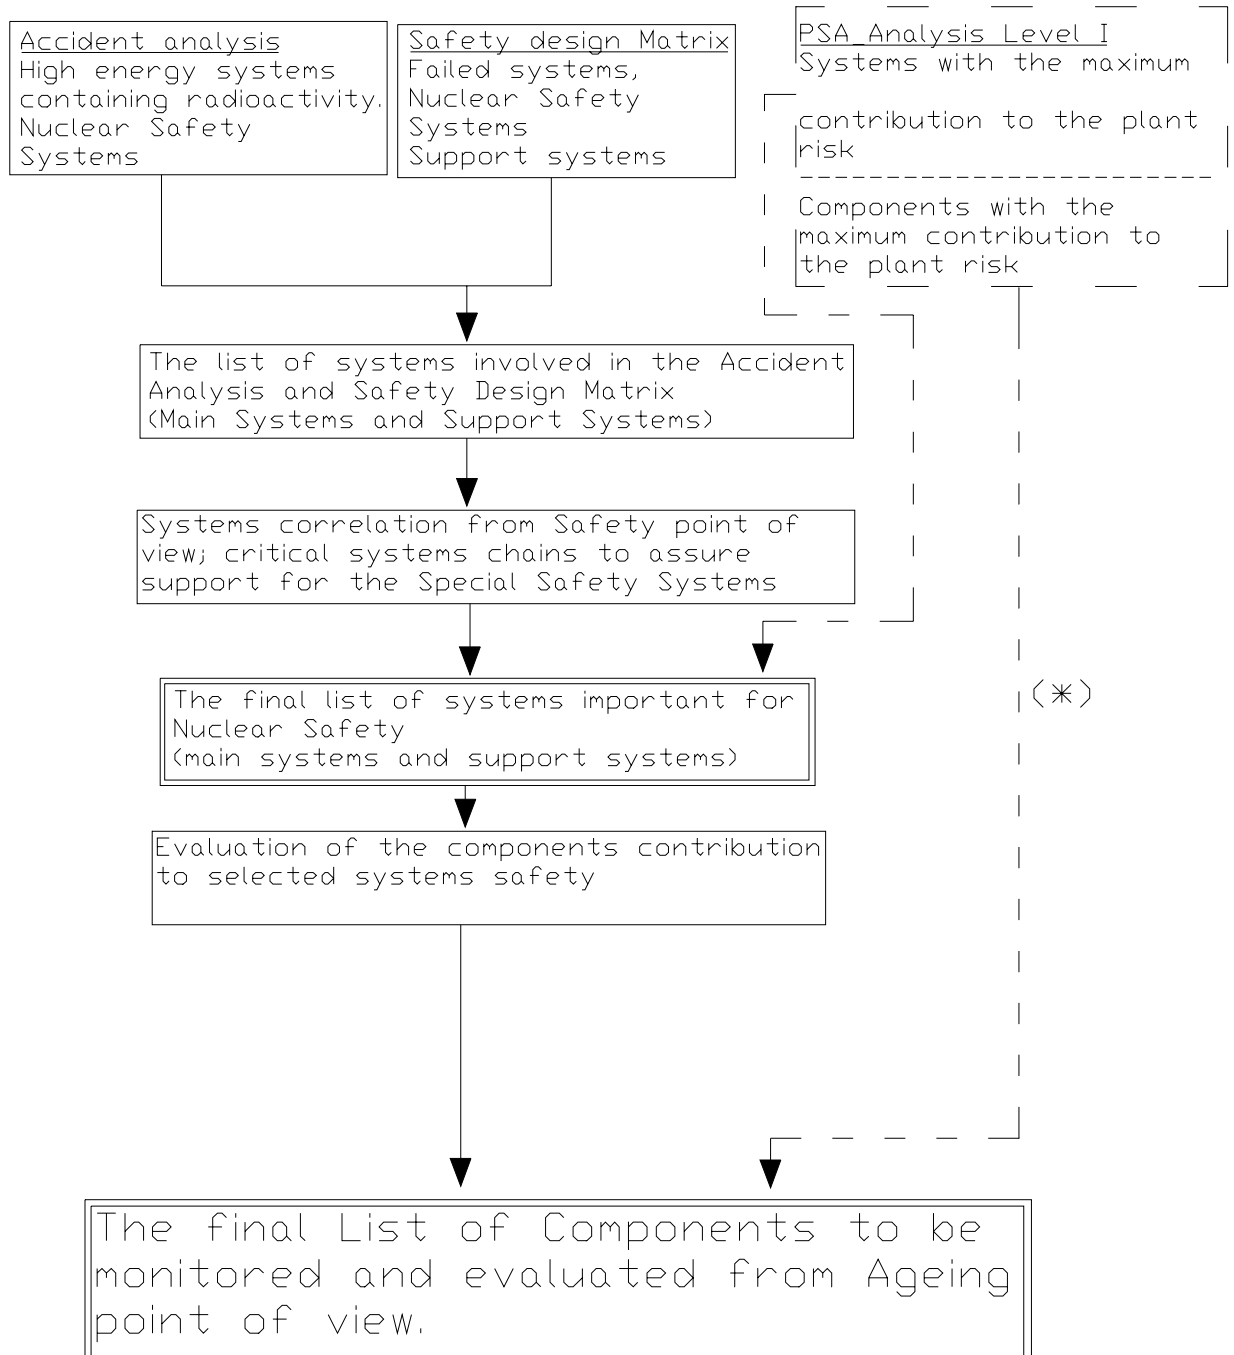 Accident analysis
High energy systems
containing radioactivity.
Nuclear Safety
Systems
Safety design Matrix
Failed systems,
Nuclear Safety
Systems
Support systems
PSA_Analysis Level I
Systems with the maximum
contribution to the plant
risk
Components with the
maximum contribution to
the plant risk
The list of systems involved in the Accident
Analysis and Safety Design Matrix
(Main Systems and Support Systems)
Systems correlation from Safety point of
view; critical systems chains to assure
support for the Special Safety Systems
The final list of systems important for
Nuclear Safety
(main systems and support systems)
(*)
Evaluation of the components contribution
to selected systems safety
The final List of Components to be
monitored and evaluated from Ageing
point of view.